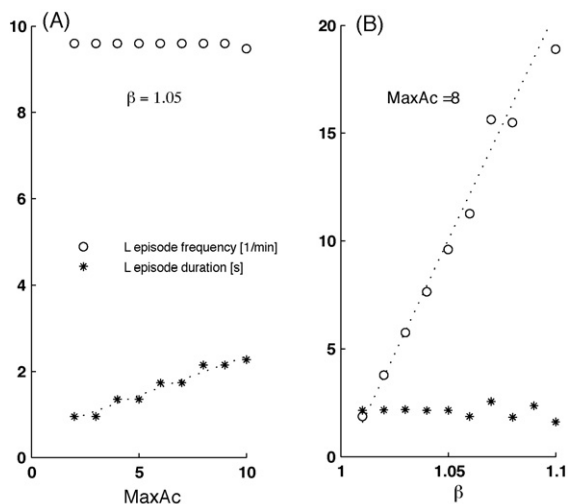 (A)
10
8
6
4
2
0
0
5
10
MaxAc
β = 1.05
L episode frequency [1/min]
L episode duration [s]
(B)
20
15
10
5
0
1
1.05
1.1
β
MaxAc =8